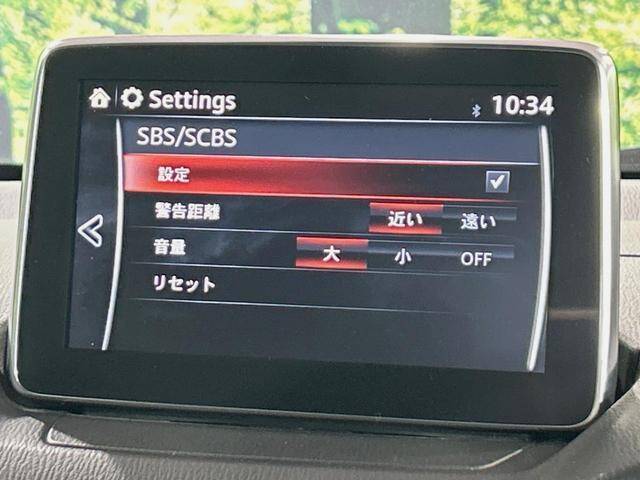 Settings 10:34
SBS/SCBS
設定
警告距離 近い 遠い
音量 大 小 OFF
リセット